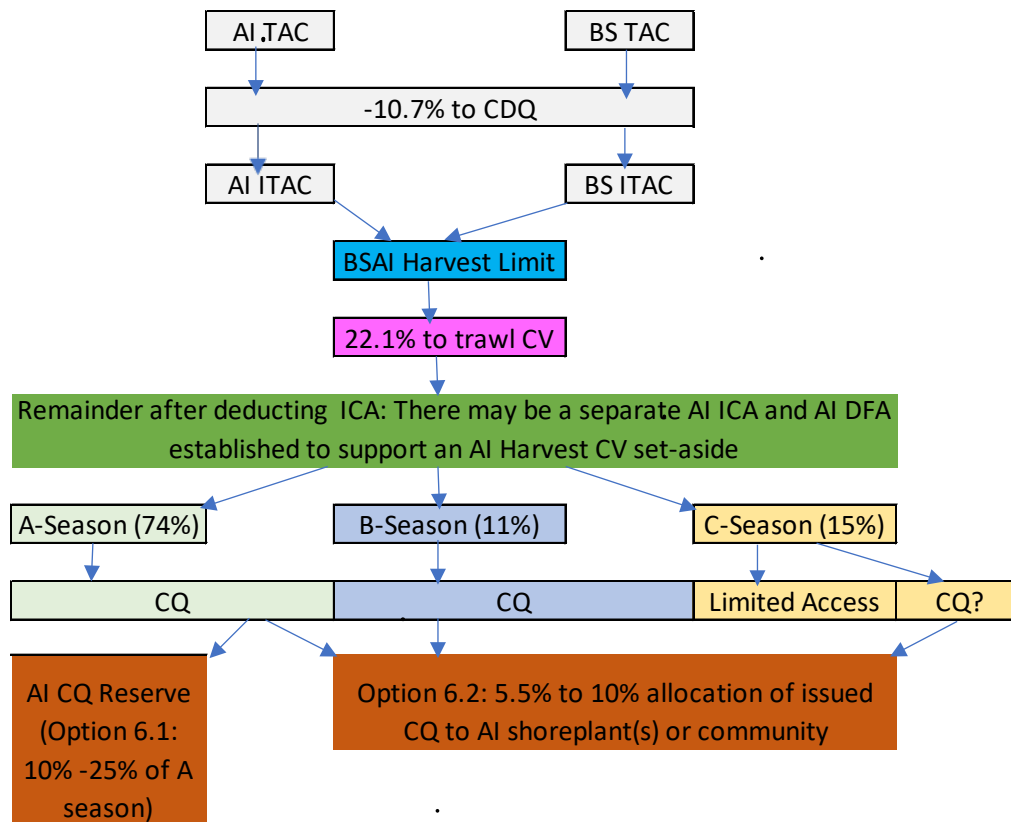 AI TAC
BS TAC
-10.7% to CDQ
AI ITAC
BS ITAC
BSAI Harvest Limit
22.1% to trawl CV
Remainder after deducting ICA: There may be a separate AI ICA and AI DFA
established to support an AI Harvest CV set-aside
A-Season (74%)
B-Season (11%)
C-Season (15%)
CQ
CQ
Limited Access
CQ?
AI CQ Reserve
(Option 6.1:
10% -25% of A
season)
Option 6.2: 5.5% to 10% allocation of issued
CQ to AI shoreplant(s) or community